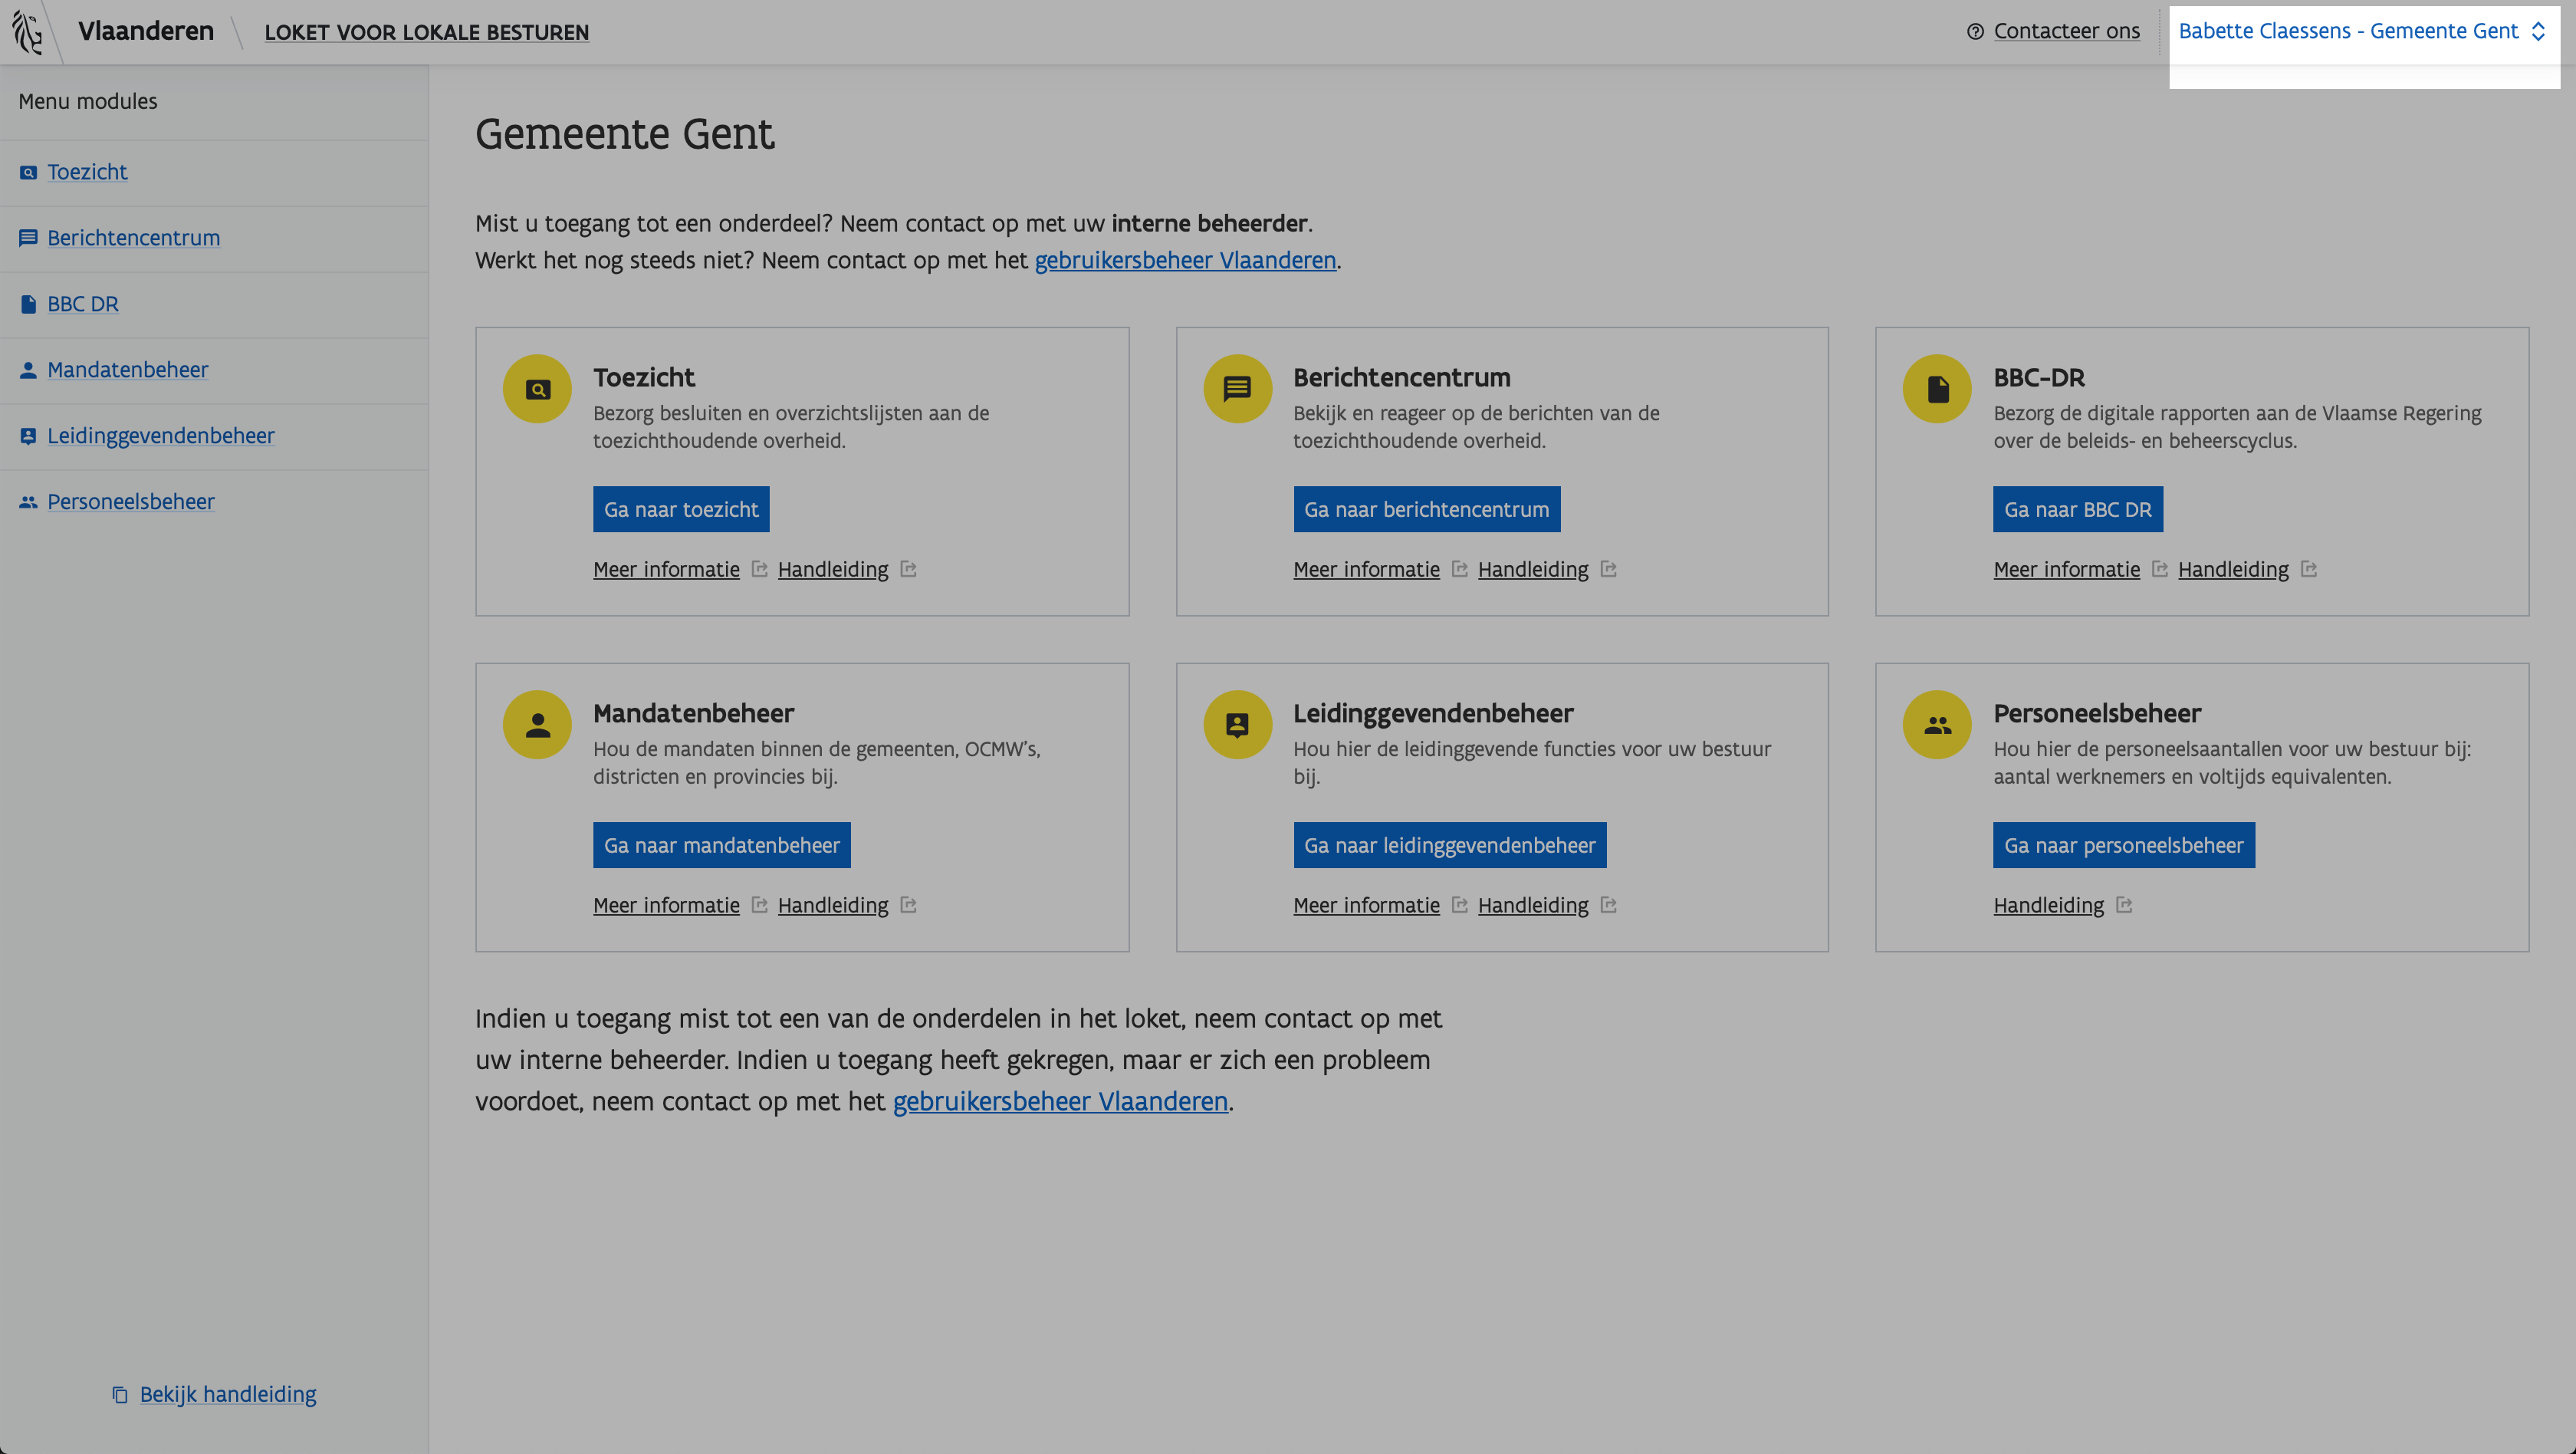 Vlaanderen
LOKET VOOR LOKALE BESTUREN
Contacteer ons
Babette Claessens - Gemeente Gent
Menu modules
Toezicht
Berichtencentrum
BBC DR
Mandatenbeheer
Leidinggevendenbeheer
Personeelsbeheer
Bekijk handleiding
Gemeente Gent
Mist u toegang tot een onderdeel? Neem contact op met uw interne beheerder.
Werkt het nog steeds niet? Neem contact op met het gebruikersbeheer Vlaanderen.
Toezicht
Bezorg besluiten en overzichtslijsten aan de
toezichthoudende overheid.
Ga naar toezicht
Meer informatie Handleiding
Berichtencentrum
Bekijk en reageer op de berichten van de
toezichthoudende overheid.
Ga naar berichtencentrum
Meer informatie Handleiding
BBC-DR
Bezorg de digitale rapporten aan de Vlaamse Regering
over de beleids- en beheerscyclus.
Ga naar BBC DR
Meer informatie Handleiding
Mandatenbeheer
Hou de mandaten binnen de gemeenten, OCMW's,
districten en provincies bij.
Ga naar mandatenbeheer
Meer informatie Handleiding
Leidinggevendenbeheer
Hou hier de leidinggevende functies voor uw bestuur
bij.
Ga naar leidinggevendenbeheer
Meer informatie Handleiding
Personeelsbeheer
Hou hier de personeelsaantallen voor uw bestuur bij:
aantal werknemers en voltijds equivalenten.
Ga naar personeelsbeheer
Handleiding
Indien u toegang mist tot een van de onderdelen in het loket, neem contact op met
uw interne beheerder. Indien u toegang heeft gekregen, maar er zich een probleem
voordoet, neem contact op met het gebruikersbeheer Vlaanderen.